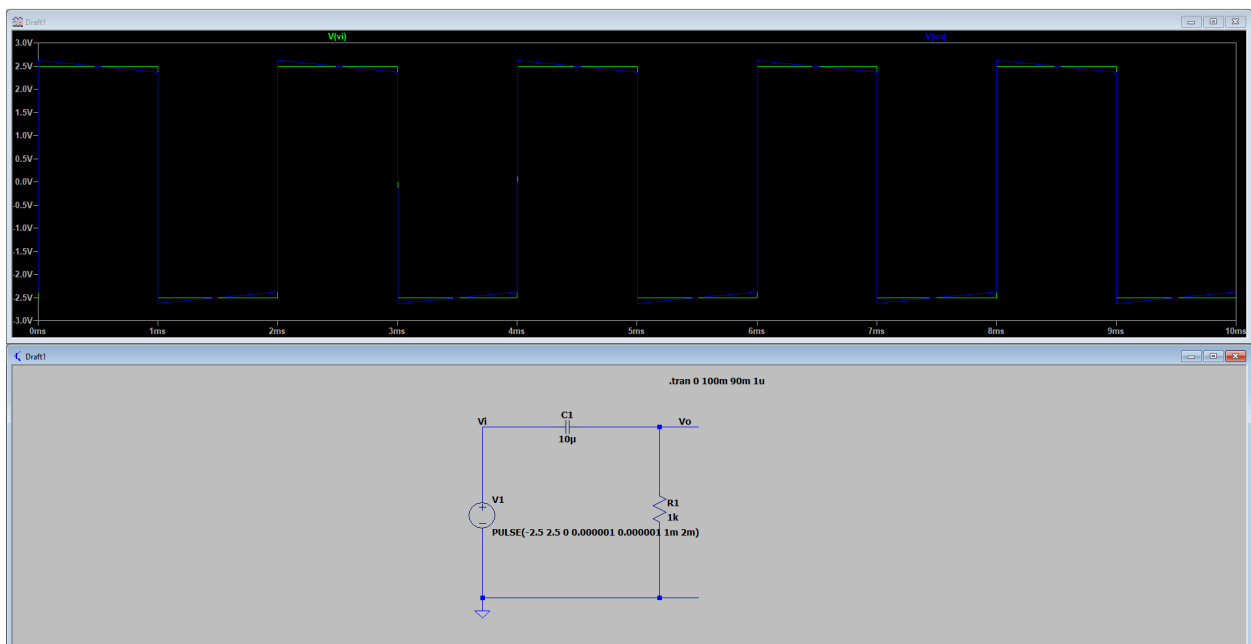 Draft1
V(vi) V(vo)
3.0V
2.5V
2.0V
1.5V
1.0V
0.5V
0.0V
-0.5V
-1.0V
-1.5V
-2.0V
-2.5V
-3.0V
0ms 1ms 2ms 3ms 4ms 5ms 6ms 7ms 8ms 9ms 10ms
Draft1
.tran 0 100m 90m 1u
C1
Vi Vo
10µ
V1
R1
1k
PULSE(-2.5 2.5 0 0.000001 0.000001 1m 2m)